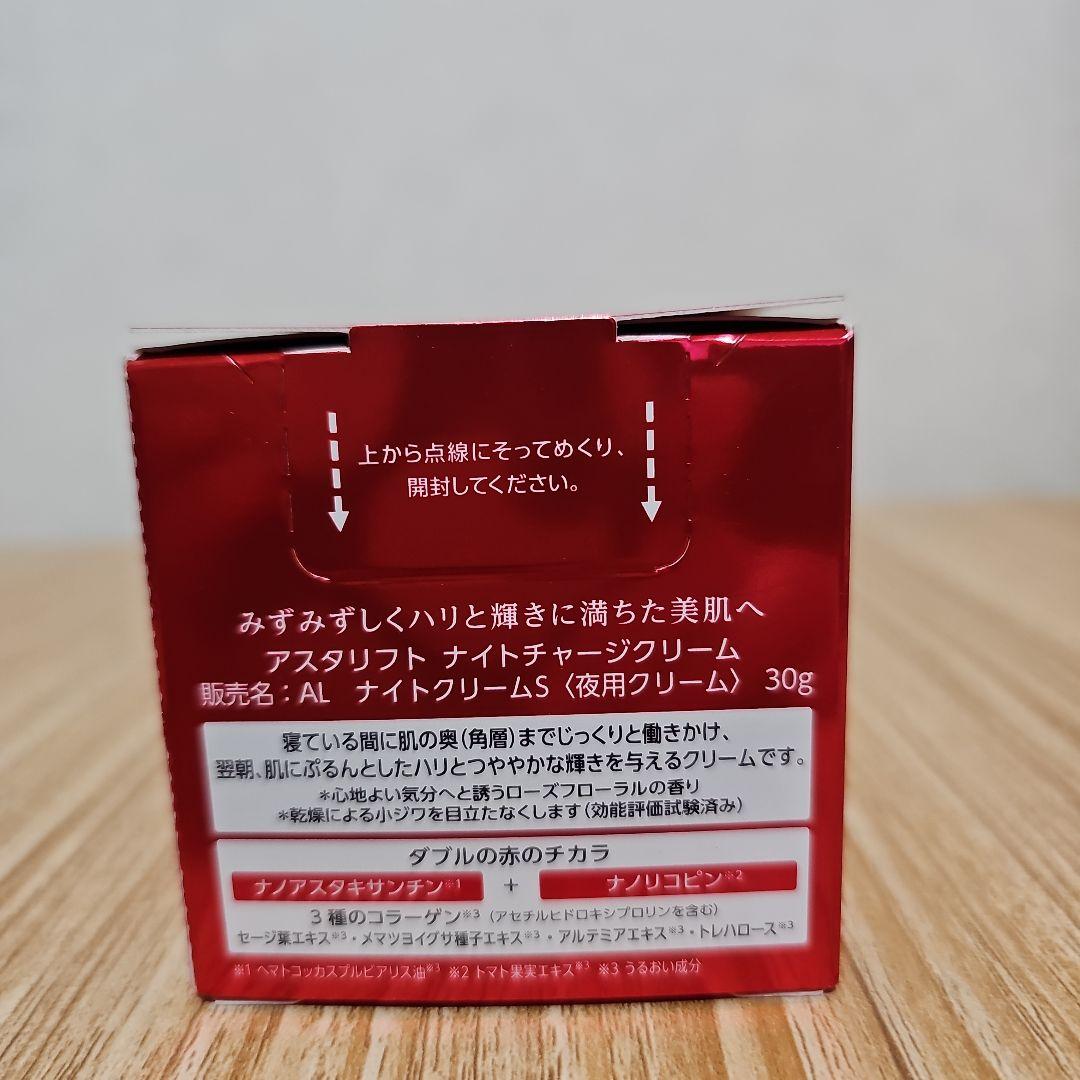 上から点線にそってめくり、
開封してください。
みずみずしくハリと輝きに満ちた美肌へ
アスタリフト ナイトチャージクリーム
販売名：AL ナイトクリームS〈夜用クリーム〉 30g
寝ている間に肌の奥(角層)までじっくりと働きかけ、
翌朝、肌にぷるんとしたハリとつややかな輝きを与えるクリームです。
＊心地よい気分へと誘うローズフローラルの香り
＊乾燥による小ジワを目立たなくします(効能評価試験済み)
ダブルの赤のチカラ
ナノアスタキサンチン※1 + ナノリコピン※2
3種のコラーゲン※3 (アセチルヒドロキシプロリンを含む)
セージ葉エキス※3・メマツヨイグサ種子エキス※3・アルテミアエキス※3・トレハロース※3
※1 ヘマトコッカスプルビアリス油※3 ※2 トマト果実エキス※3 ※3 うるおい成分